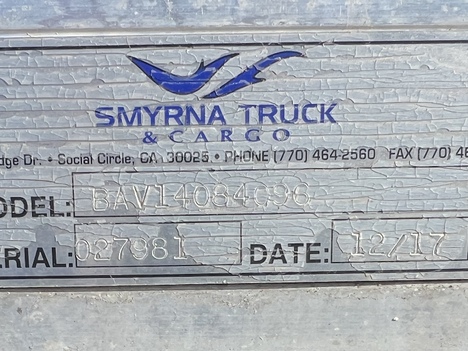 SMYRNA TRUCK
& CARGO
dge Dr. • Social Circle, GA 30025 • PHONE (770) 464-2560 FAX (770) 46
ODEL: BAV14084096
ERIAL: 027981 DATE: 12/17